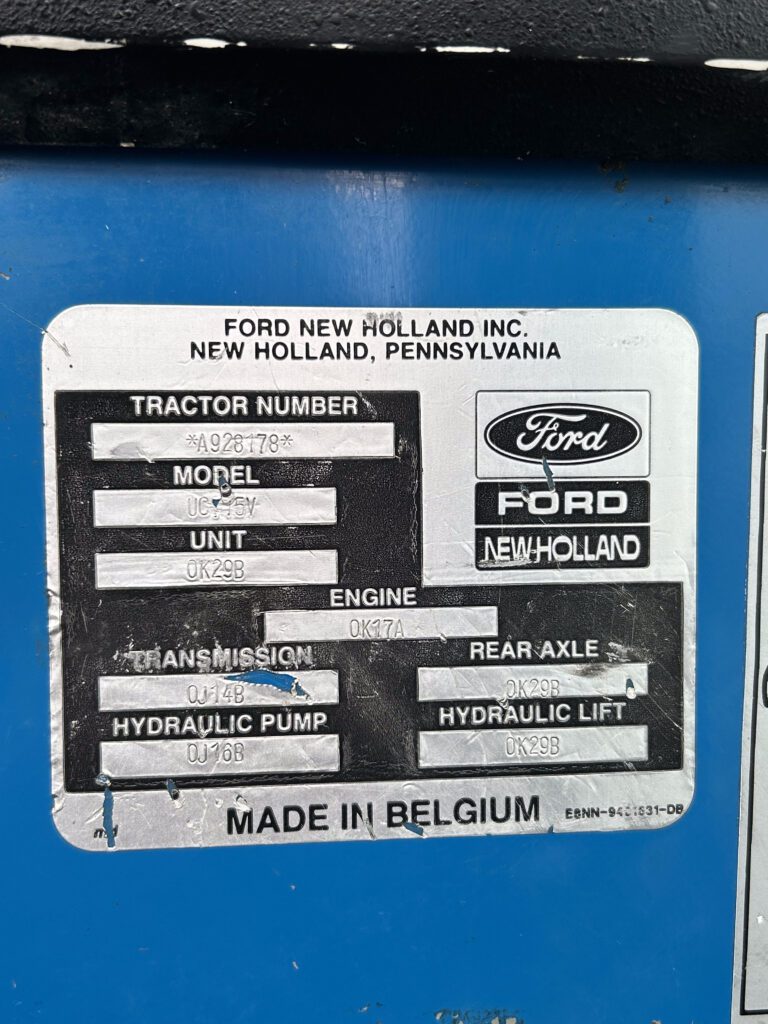 FORD NEW HOLLAND INC.
NEW HOLLAND, PENNSYLVANIA
TRACTOR NUMBER
*A928178*
MODEL
UNIT
0K29B
Ford
FORD
NEW HOLLAND
ENGINE
0K17A
TRANSMISSION
0J14B
REAR AXLE
0K29B
HYDRAULIC PUMP
0J16B
HYDRAULIC LIFT
0K29B
MADE IN BELGIUM